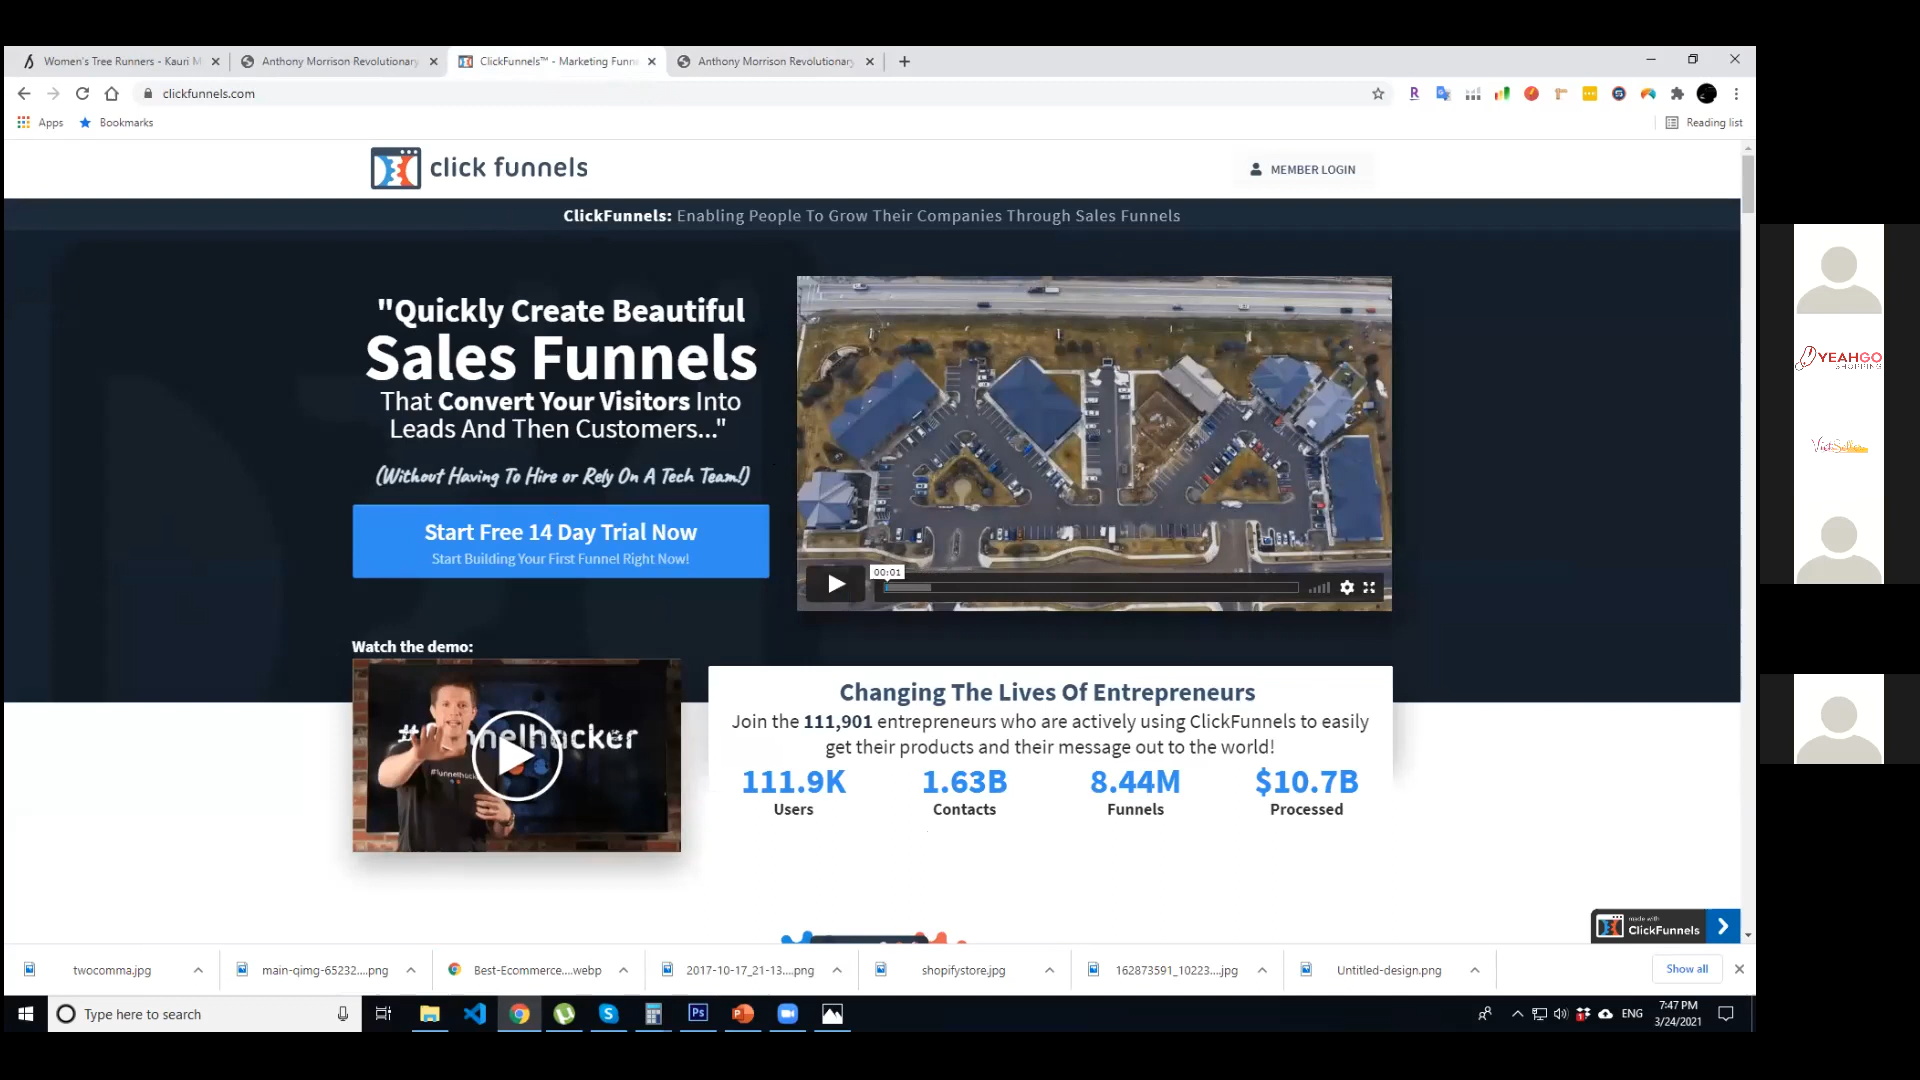 Women's Tree Runners - Kauri M
Anthony Morrison Revolutionary
ClickFunnels™ - Marketing Funn
Anthony Morrison Revolutionary
clickfunnels.com
Apps
Bookmarks
Reading list
click funnels
MEMBER LOGIN
ClickFunnels: Enabling People To Grow Their Companies Through Sales Funnels
"Quickly Create Beautiful
Sales Funnels
That Convert Your Visitors Into
Leads And Then Customers..."
(Without Having To Hire or Rely On A Tech Team!)
Start Free 14 Day Trial Now
Start Building Your First Funnel Right Now!
00:01
YEAHGO
SHOPPING
Watch the demo:
Changing The Lives Of Entrepreneurs
Join the 111,901 entrepreneurs who are actively using ClickFunnels to easily
get their products and their message out to the world!
111.9K
Users
1.63B
Contacts
8.44M
Funnels
$10.7B
Processed
made with
ClickFunnels
twocomma.jpg
main-qimg-65232....png
Best-Ecommerce....webp
2017-10-17_21-13....png
shopifystore.jpg
162873591_10223....jpg
Untitled-design.png
Show all
Type here to search
Ps
ENG
7:47 PM
3/24/2021